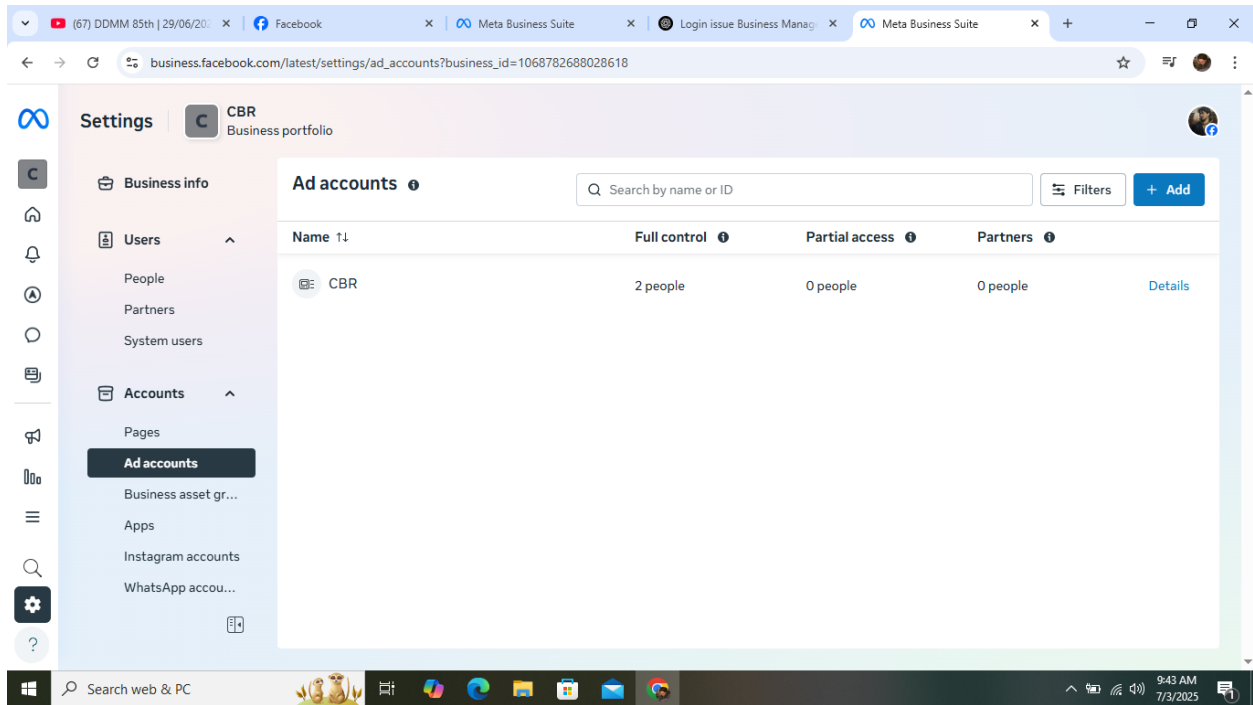 (67) DDMM 85th | 29/06/20
Facebook
Meta Business Suite
Login issue Business Manag
Meta Business Suite
business.facebook.com/latest/settings/ad_accounts?business_id=1068782688028618
Settings
C
CBR
Business portfolio
C
Business info
Users
People
Partners
System users
Accounts
Pages
Ad accounts
Business asset gr...
Apps
Instagram accounts
WhatsApp accou...
Ad accounts
Search by name or ID
Filters
+ Add
Name ↑↓ Full control Partial access Partners
CBR 2 people 0 people 0 people Details
?
Search web & PC
9:43 AM
7/3/2025
1